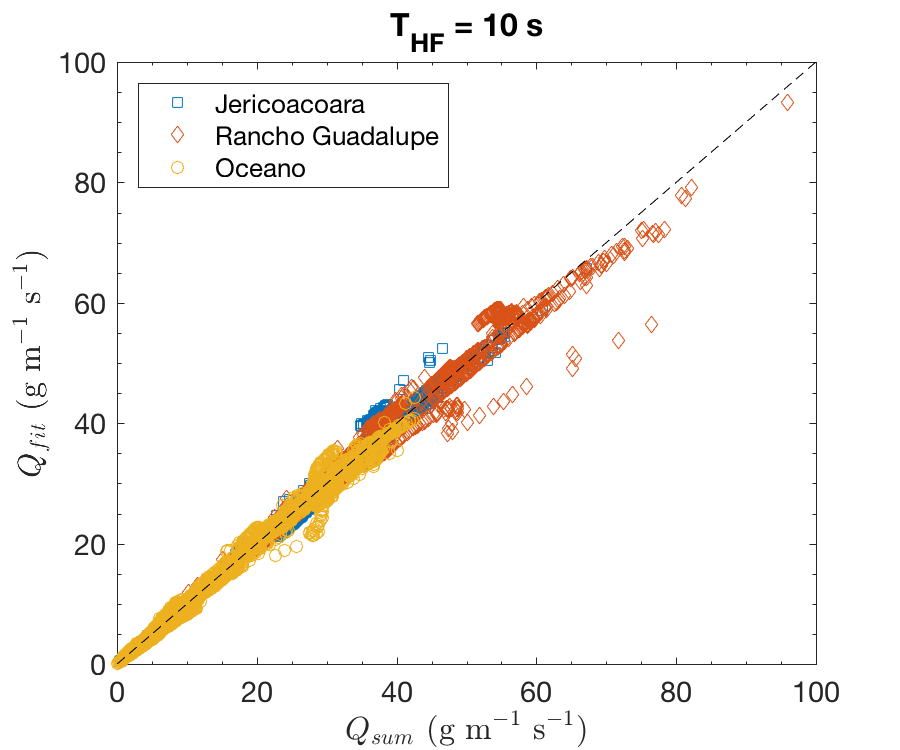 T_HF = 10 s
100
80
60
40
20
0
Q_fit (g m⁻¹ s⁻¹)
Jericoacoara
Rancho Guadalupe
Oceano
0 20 40 60 80 100
Q_sum (g m⁻¹ s⁻¹)